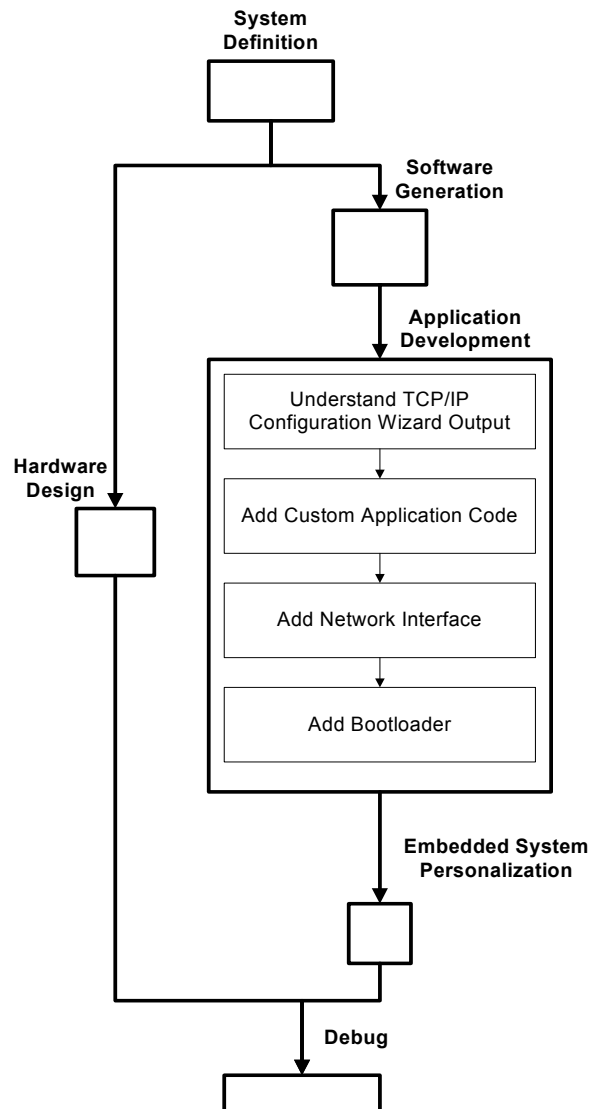 System
Definition
Software
Generation
Application
Development
Understand TCP/IP
Configuration Wizard Output
Hardware
Design
Add Custom Application Code
Add Network Interface
Add Bootloader
Embedded System
Personalization
Debug